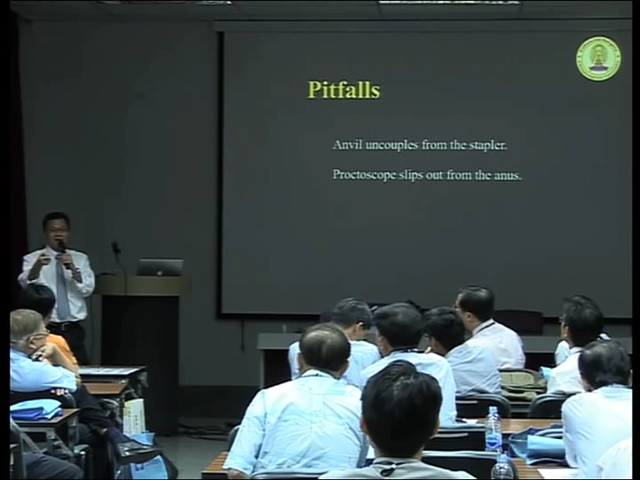 Pitfalls
Anvil uncouples from the stapler.
Proctoscope slips out from the anus.